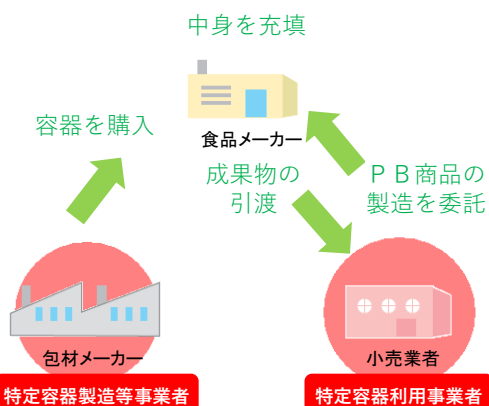 中身を充填
容器を購入
食品メーカー
成果物の
引渡
ＰＢ商品の
製造を委託
包材メーカー
小売業者
特定容器製造等事業者
特定容器利用事業者